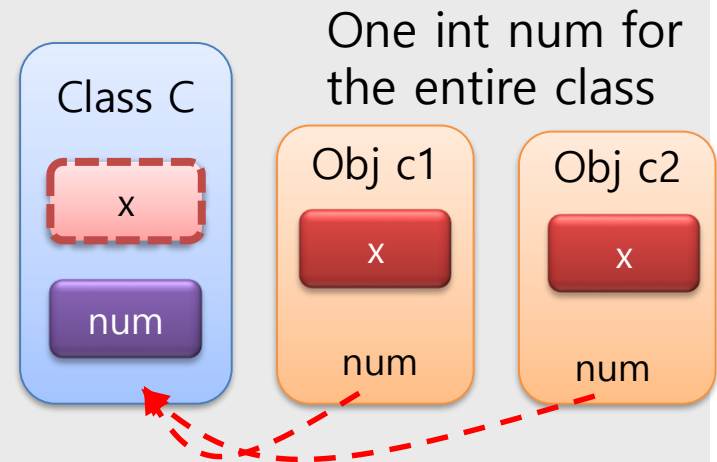 One int num for
the entire class
Class C
x
num
Obj c1
x
num
Obj c2
x
num